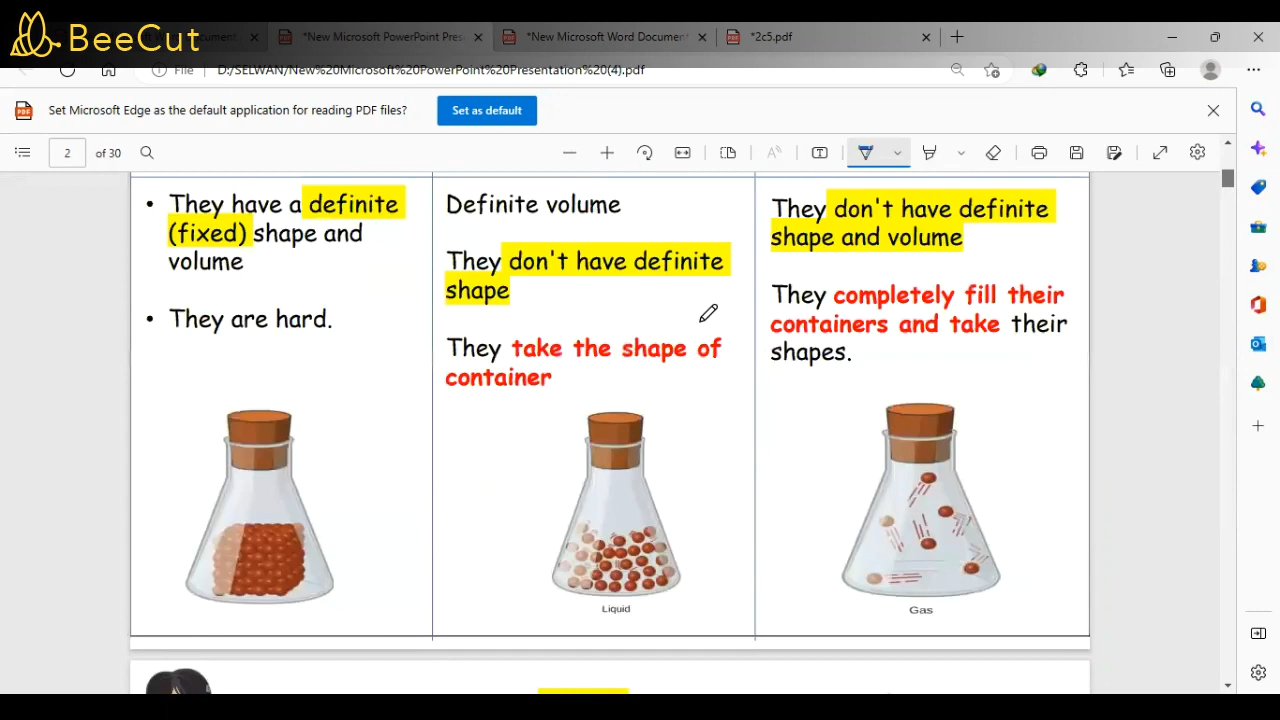 BeeCut
*New Microsoft PowerPoint Pres
*New Microsoft Word Document
*2c5.pdf
File
D:/SELWAN/New%20Microsoft%20PowerPoint%20Presentation%20(4).pdf
Set Microsoft Edge as the default application for reading PDF files?
Set as default
2
of 30
• They have a definite
(fixed) shape and
volume
• They are hard.
Definite volume
They don't have definite
shape
They take the shape of
container
Liquid
They don't have definite
shape and volume
They completely fill their
containers and take their
shapes.
Gas